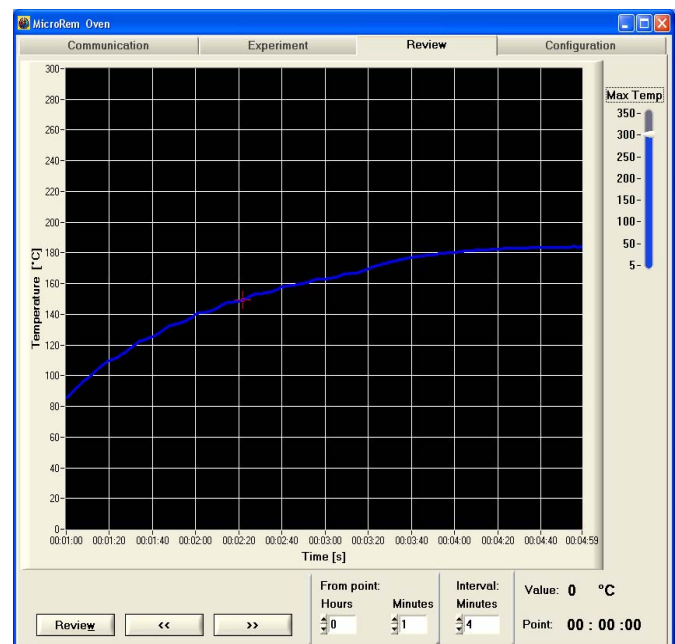 MicroRem Oven
Communication Experiment Review Configuration
Max Temp
350-
300-
250-
200-
150-
100-
50-
5-
Temperature [°C]
300-
280-
260-
240-
220-
200-
180-
160-
140-
120-
100-
80-
60-
40-
20-
0-
00:01:00 00:01:20 00:01:40 00:02:00 00:02:20 00:02:40 00:03:00 00:03:20 00:03:40 00:04:00 00:04:20 00:04:40 00:04:59
Time [s]
From point:
Hours Minutes
0 1
Interval:
Minutes
4
Value: 0 °C
Point: 00 : 00 :00
Review << >>